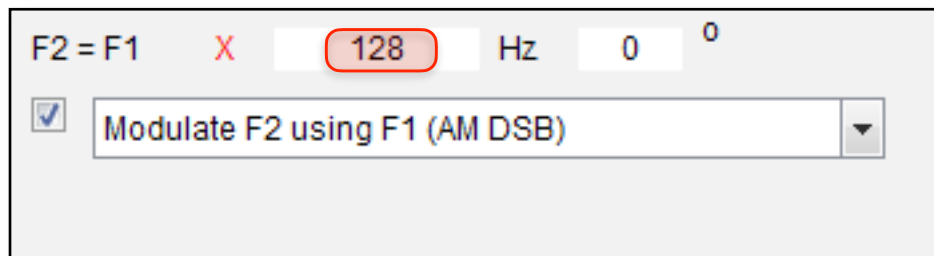 F2 = F1 X 128 Hz 0 o
Modulate F2 using F1 (AM DSB)